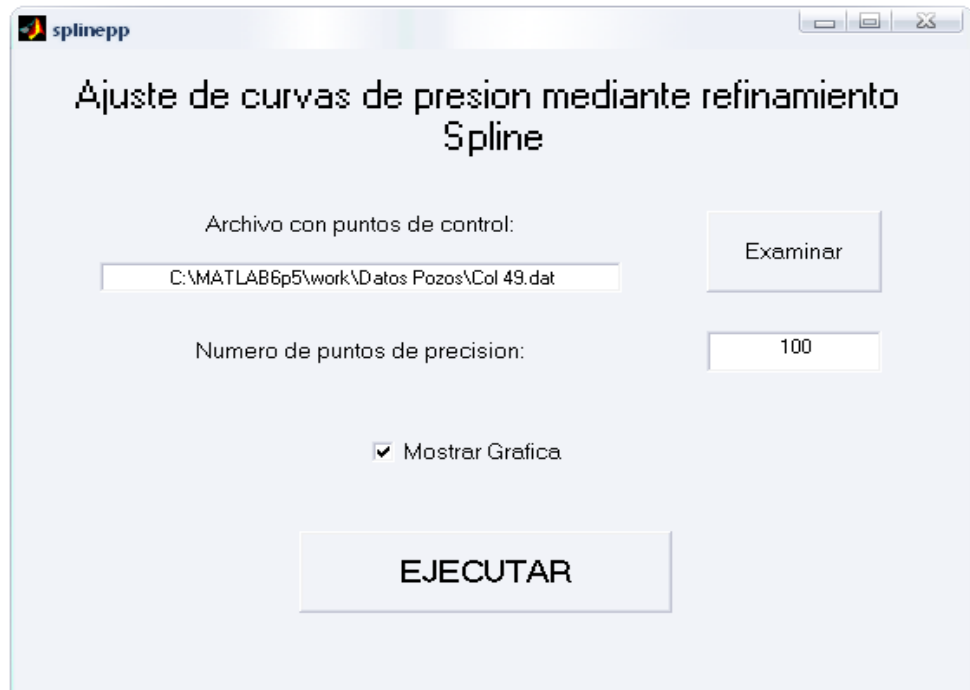 splinepp
Ajuste de curvas de presion mediante refinamiento
Spline
Archivo con puntos de control:
Examinar
C:\MATLAB6p5\work\Datos Pozos\Col 49.dat
Numero de puntos de precision:
100
Mostrar Grafica
EJECUTAR